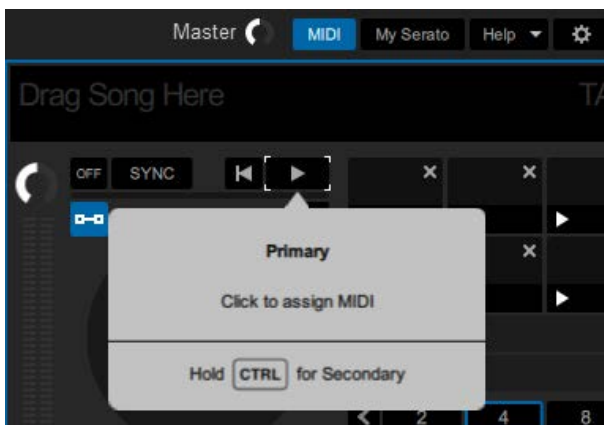 Master MIDI My Serato Help
Drag Song Here TA
OFF SYNC
Primary
Click to assign MIDI
Hold CTRL for Secondary
2 4 8